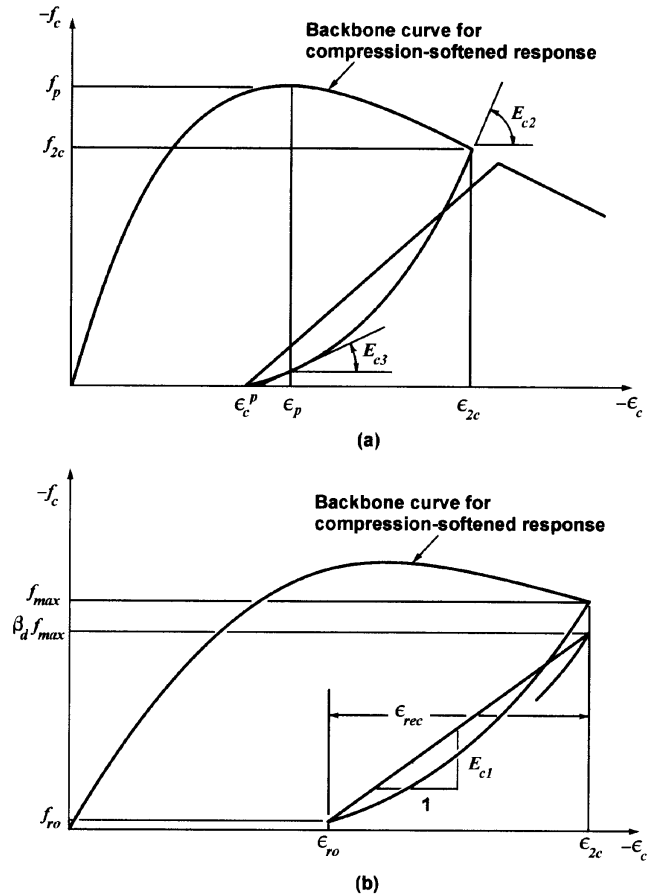 -f_c
Backbone curve for
compression-softened response
f_p
E_c2
f_2c
E_c3
ϵ_c^p
ϵ_p
ϵ_2c
-ϵ_c
(a)
-f_c
Backbone curve for
compression-softened response
f_max
β_d f_max
ϵ_rec
E_c1
1
f_ro
ϵ_ro
ϵ_2c
-ϵ_c
(b)